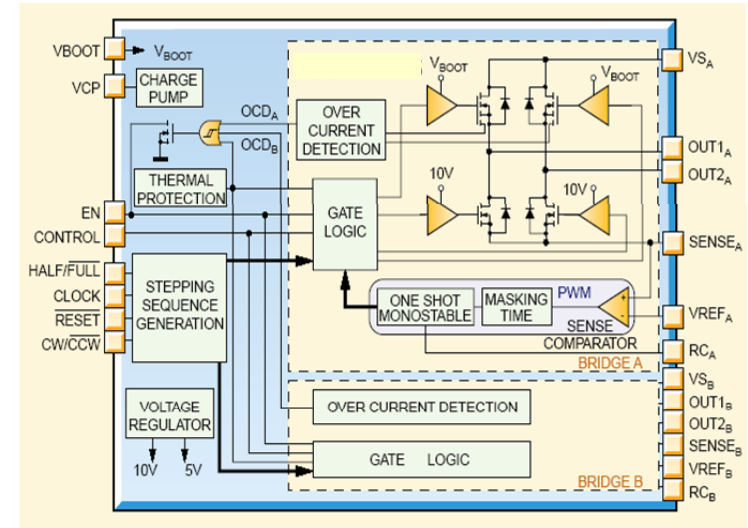 VBOOT
VBOOT
VCP
CHARGE
PUMP
OCDA
OCDB
THERMAL
PROTECTION
EN
CONTROL
HALF/FULL
CLOCK
RESET
CW/CCW
STEPPING
SEQUENCE
GENERATION
VOLTAGE
REGULATOR
10V
5V
OVER
CURRENT
DETECTION
GATE
LOGIC
VBOOT
VBOOT
10V
10V
ONE SHOT
MONOSTABLE
MASKING
TIME
PWM
+
-
SENSE
COMPARATOR
BRIDGE A
OVER CURRENT DETECTION
GATE LOGIC
BRIDGE B
VSA
OUT1A
OUT2A
SENSEA
VREFA
RCA
VSB
OUT1B
OUT2B
SENSEB
VREFB
RCB